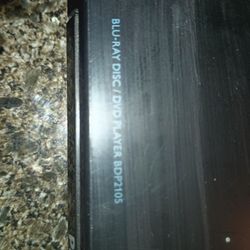 BLU-RAY DISC / DVD PLAYER BDP2105